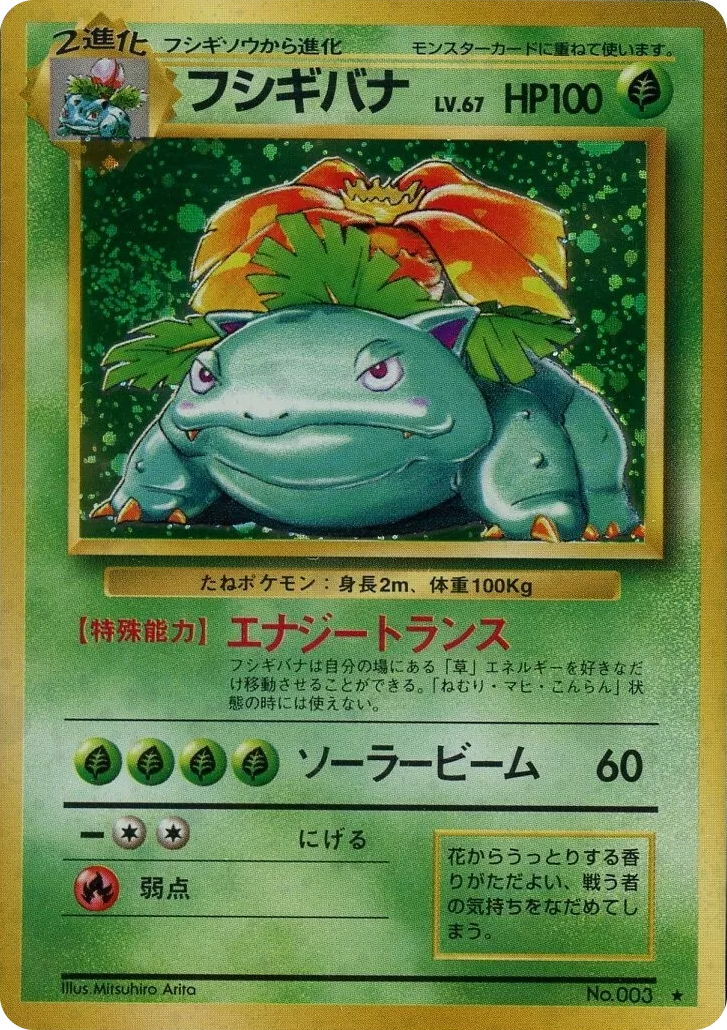 2進化 フシギソウから進化 モンスターカードに重ねて使います。
フシギバナ LV.67 HP100
たねポケモン：身長2m、体重100Kg
【特殊能力】エナジートランス
フシギバナは自分の場にある「草」エネルギーを好きなだ
け移動させることができる。「ねむり・マヒ・こんらん」状
態の時には使えない。
ソーラービーム 60
ー にげる
弱点
花からうっとりする香
りがただよい、戦う者
の気持ちをなだめてし
まう。
Illus.Mitsuhiro Arita No.003 ★